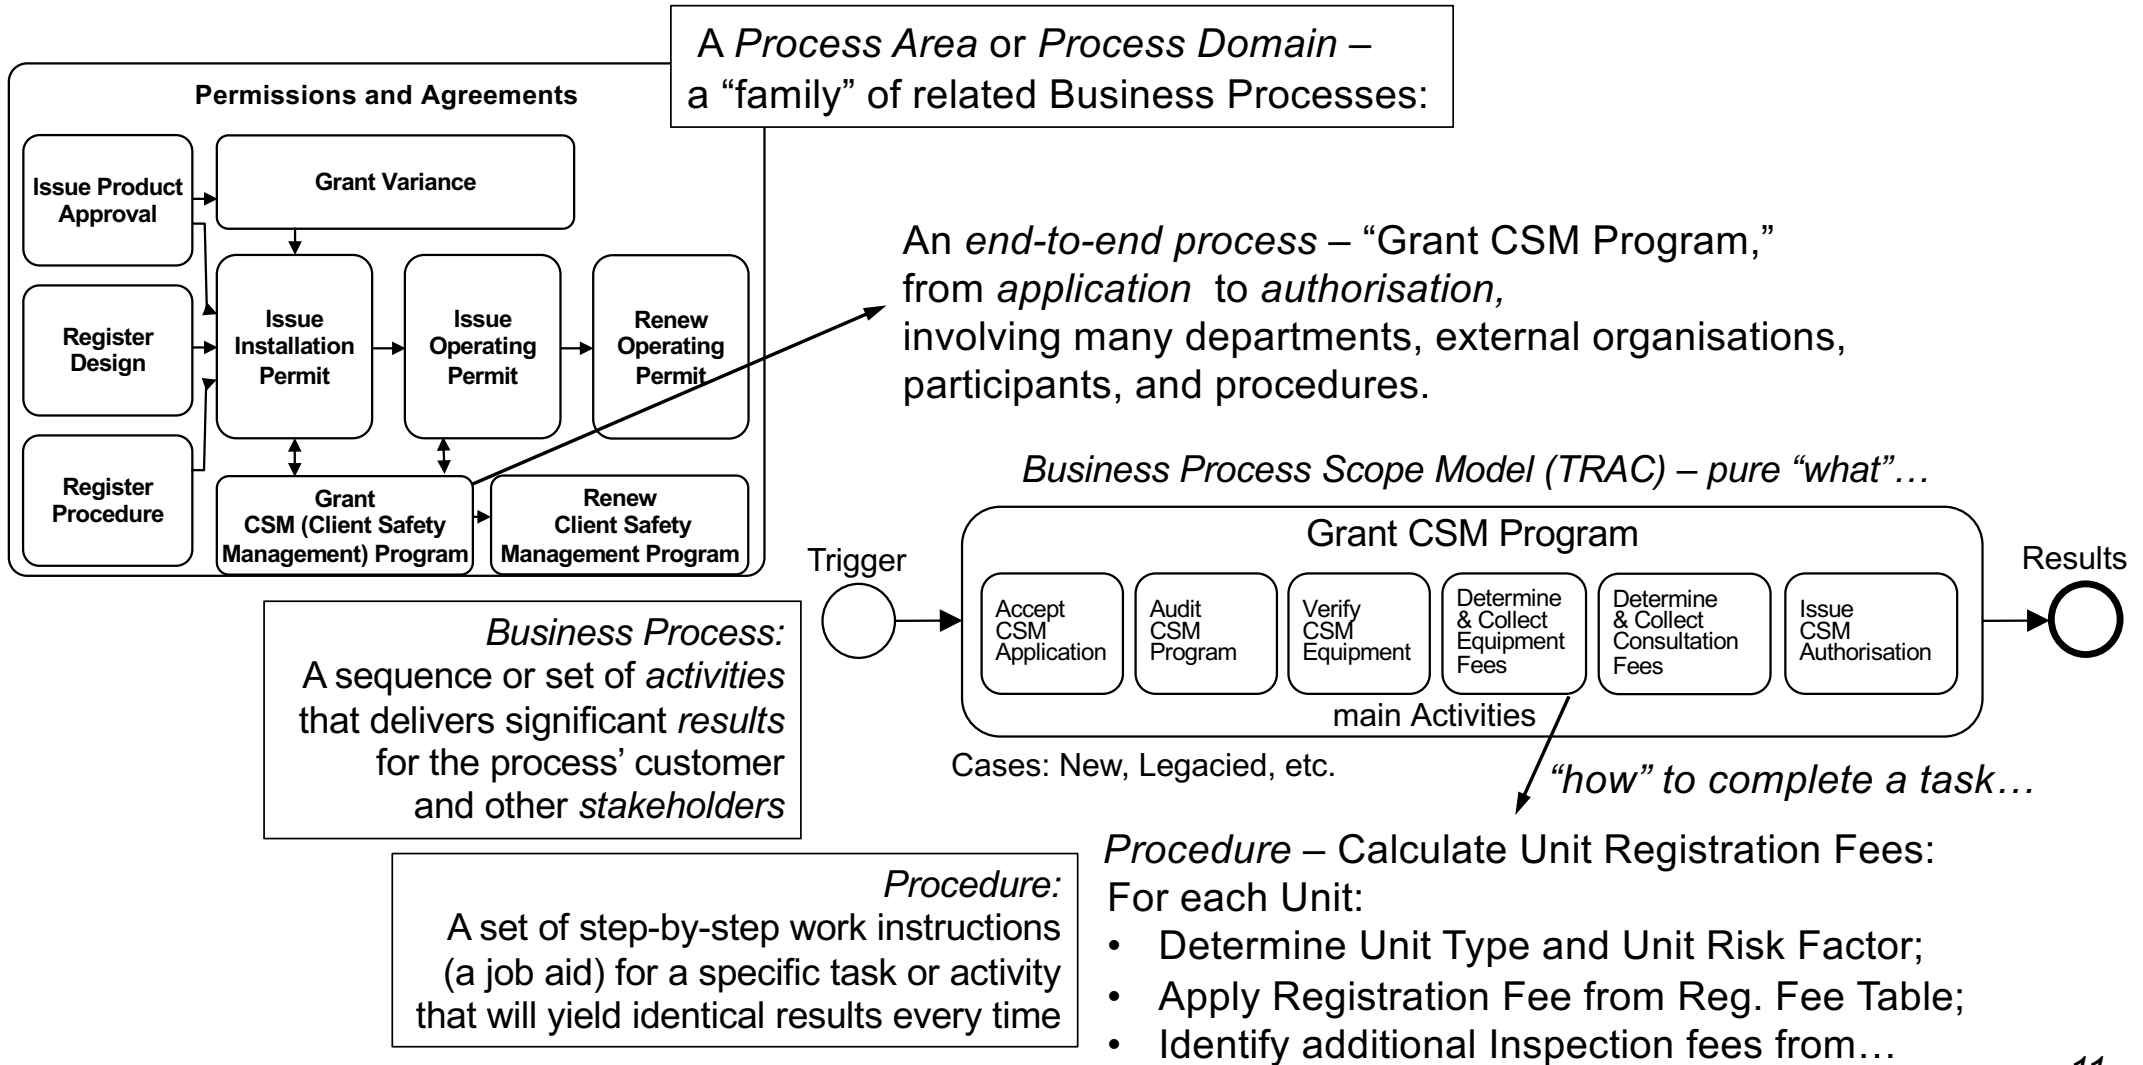 A Process Area or Process Domain –
a “family” of related Business Processes:
Permissions and Agreements
Issue Product
Approval
Grant Variance
Register
Design
Issue
Installation
Permit
Issue
Operating
Permit
Renew
Operating
Permit
Register
Procedure
Grant
CSM (Client Safety
Management) Program
Renew
Client Safety
Management Program
An end-to-end process – “Grant CSM Program,”
from application to authorisation,
involving many departments, external organisations,
participants, and procedures.
Business Process Scope Model (TRAC) – pure “what”…
Trigger
Grant CSM Program
Accept
CSM
Application
Audit
CSM
Program
Verify
CSM
Equipment
Determine
& Collect
Equipment
Fees
Determine
& Collect
Consultation
Fees
Issue
CSM
Authorisation
main Activities
Results
Cases: New, Legacied, etc.
“how” to complete a task…
Business Process:
A sequence or set of activities
that delivers significant results
for the process’ customer
and other stakeholders
Procedure:
A set of step-by-step work instructions
(a job aid) for a specific task or activity
that will yield identical results every time
Procedure – Calculate Unit Registration Fees:
For each Unit:
• Determine Unit Type and Unit Risk Factor;
• Apply Registration Fee from Reg. Fee Table;
• Identify additional Inspection fees from…